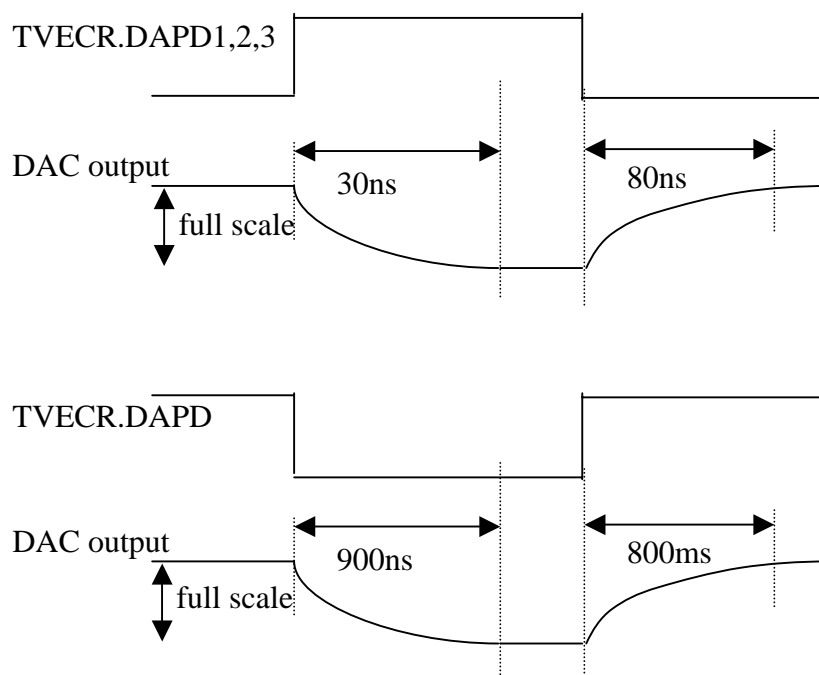 TVECR.DAPD1,2,3
DAC output
30ns
80ns
full scale
TVECR.DAPD
DAC output
900ns
800ms
full scale